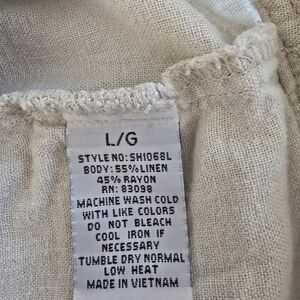 L/G
STYLE NO:SH1068L
BODY: 55% LINEN
45% RAYON
RN: 83098
MACHINE WASH COLD
WITH LIKE COLORS
DO NOT BLEACH
COOL IRON IF
NECESSARY
TUMBLE DRY NORMAL
LOW HEAT
MADE IN VIETNAM